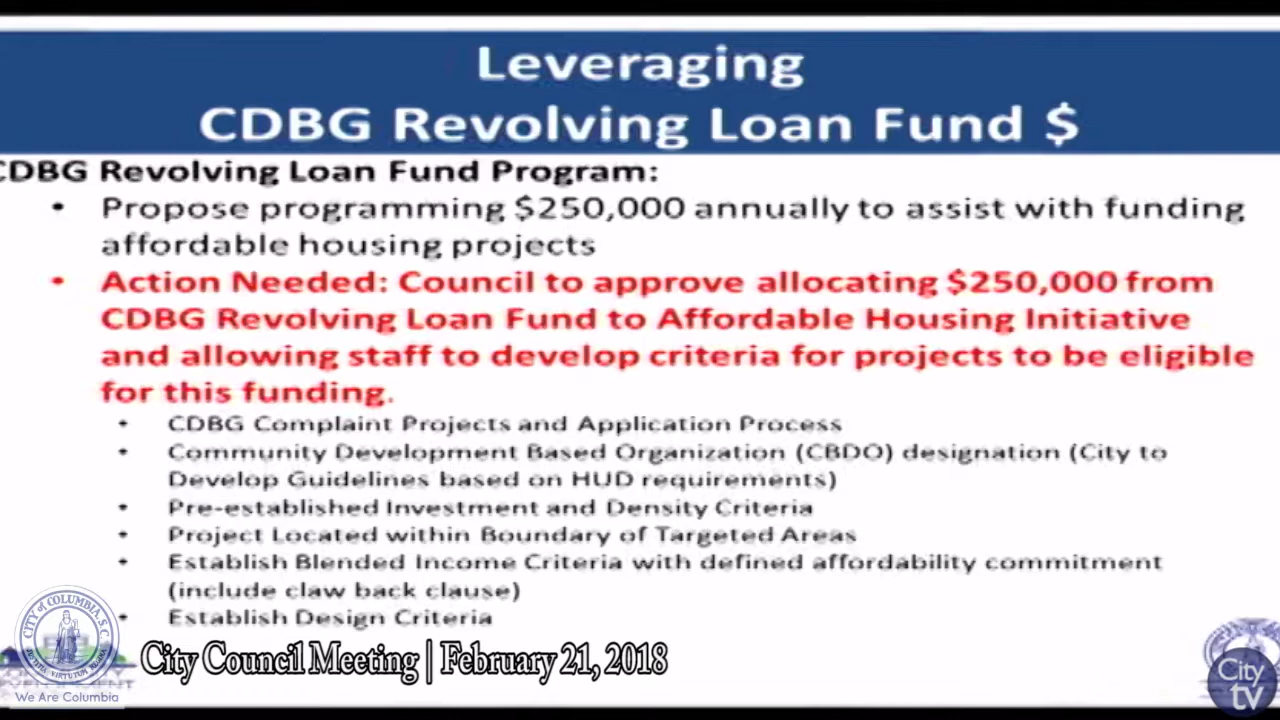 Leveraging
CDBG Revolving Loan Fund $
CDBG Revolving Loan Fund Program:
• Propose programming $250,000 annually to assist with funding
affordable housing projects
• Action Needed: Council to approve allocating $250,000 from
CDBG Revolving Loan Fund to Affordable Housing Initiative
and allowing staff to develop criteria for projects to be eligible
for this funding.
• CDBG Complaint Projects and Application Process
• Community Development Based Organization (CBDO) designation (City to
Develop Guidelines based on HUD requirements)
• Pre-established Investment and Density Criteria
• Project Located within Boundary of Targeted Areas
• Establish Blended Income Criteria with defined affordability commitment
(include claw back clause)
• Establish Design Criteria
CITY of COLUMBIA, S.C.
We Are Columbia
City Council Meeting | February 21, 2018
City
tv